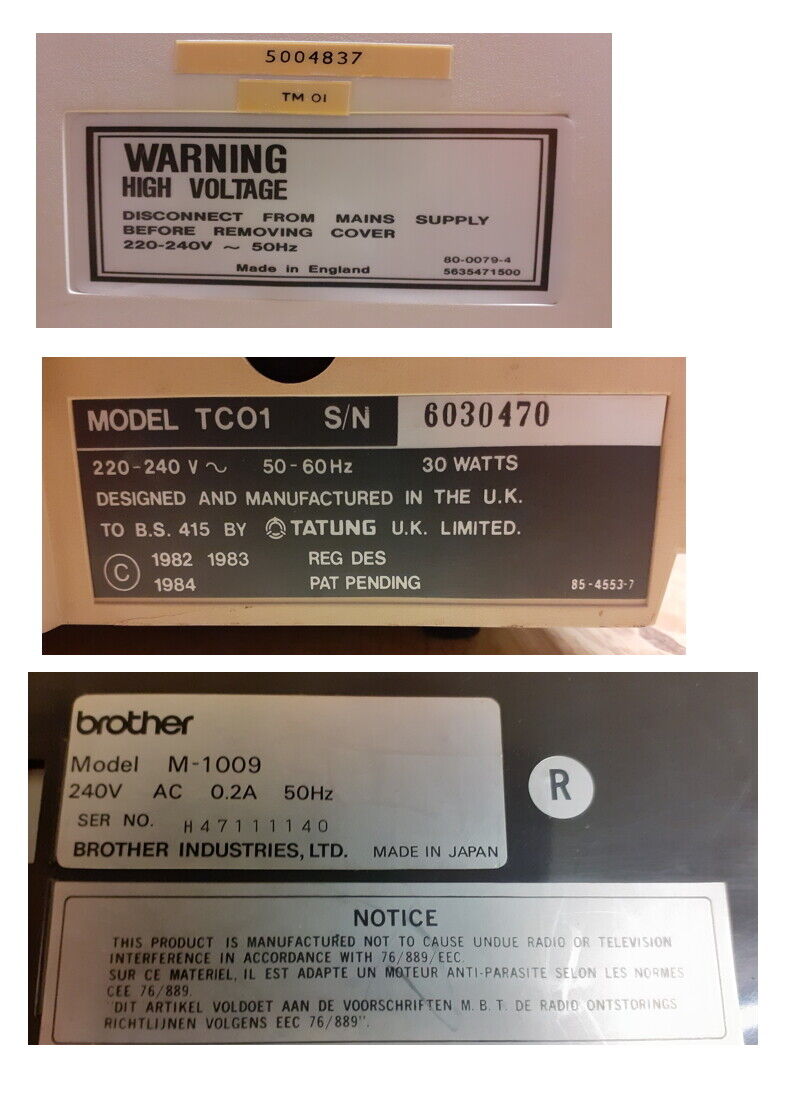 5004837
TM 01
WARNING
HIGH VOLTAGE
DISCONNECT FROM MAINS SUPPLY
BEFORE REMOVING COVER
220-240V ~ 50Hz
80-0079-4
Made in England 5635471500
MODEL TC01 S/N 6030470
220-240 V ~ 50-60Hz 30 WATTS
DESIGNED AND MANUFACTURED IN THE U.K.
TO B.S. 415 BY TATUNG U.K. LIMITED.
© 1982 1983 REG DES
1984 PAT PENDING 85-4553-7
brother
Model M-1009
240V AC 0.2A 50Hz
R
SER NO. H47111140
BROTHER INDUSTRIES, LTD. MADE IN JAPAN
NOTICE
THIS PRODUCT IS MANUFACTURED NOT TO CAUSE UNDUE RADIO OR TELEVISION
INTERFERENCE IN ACCORDANCE WITH 76/889/EEC.
SUR CE MATERIEL, IL EST ADAPTE UN MOTEUR ANTI-PARASITE SELON LES NORMES
CEE 76/889.
"DIT ARTIKEL VOLDOET AAN DE VOORSCHRIFTEN M.B.T. DE RADIO ONTSTORINGS
RICHTLIJNEN VOLGENS EEC 76/889".